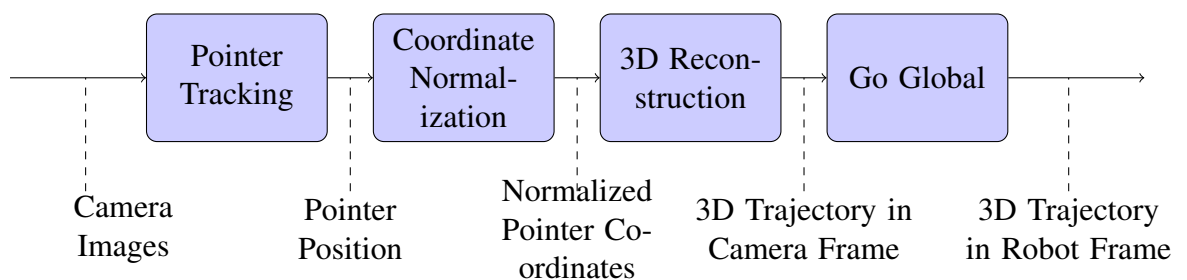 Pointer
Tracking
Coordinate
Normal-
ization
3D Recon-
struction
Go Global
Camera
Images
Pointer
Position
Normalized
Pointer Co-
ordinates
3D Trajectory in
Camera Frame
3D Trajectory
in Robot Frame